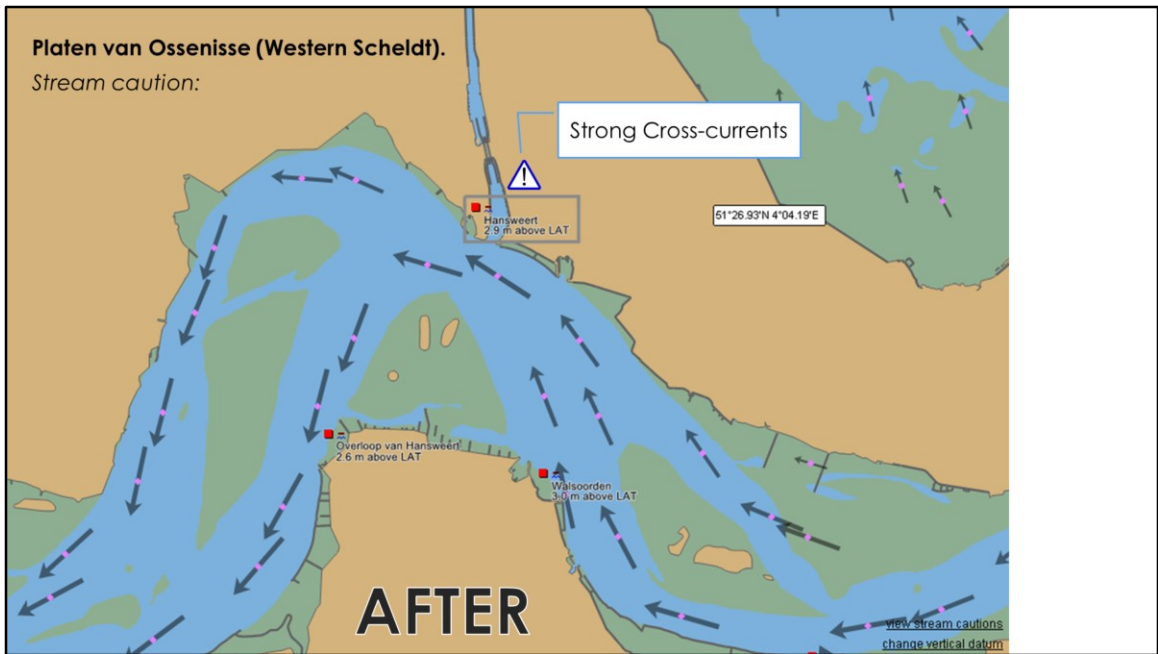 Platen van Ossenisse (Western Scheldt).
Stream caution:
Strong Cross-currents
!
Hansweert
2.9 m above LAT
51°26.93'N 4°04.19'E
Overloop van Hansweert
2.6 m above LAT
Walsoorden
3.0 m above LAT
AFTER
view stream cautions
change vertical datum